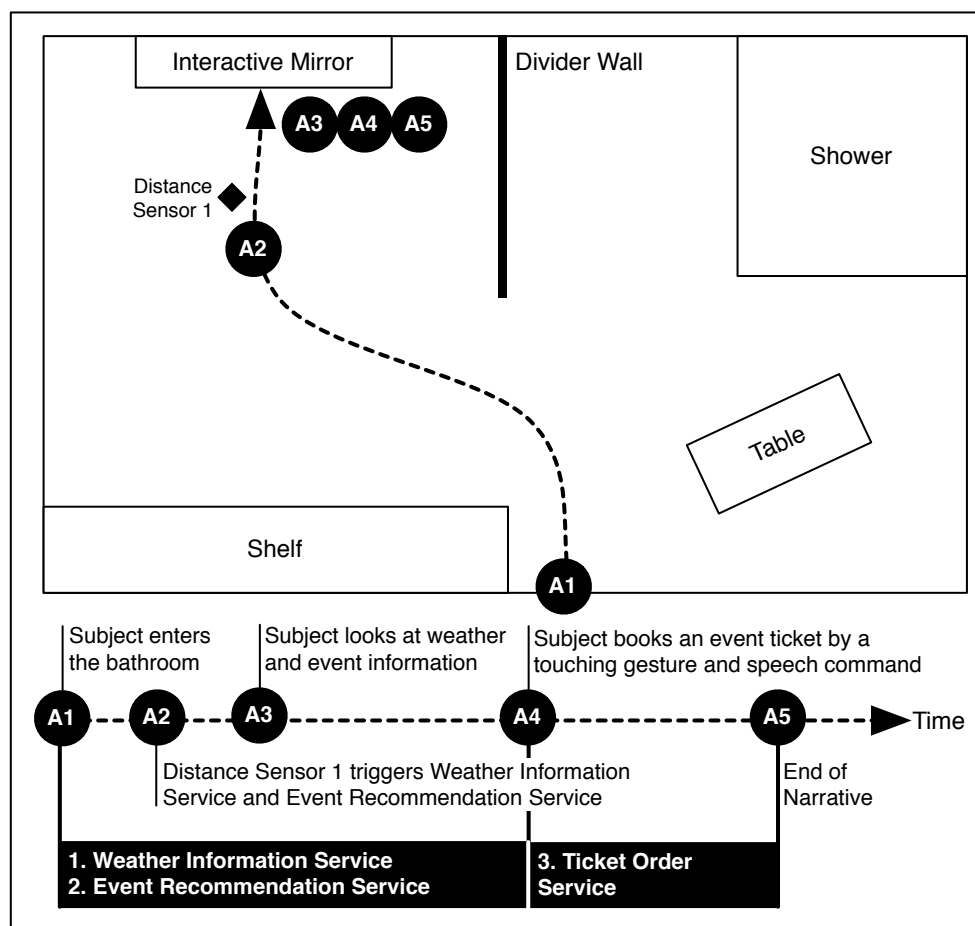 Interactive Mirror
Divider Wall
A3 A4 A5
Shower
Distance
Sensor 1
A2
Table
Shelf
A1
Subject enters
the bathroom
Subject looks at weather
and event information
Subject books an event ticket by a
touching gesture and speech command
A1 A2 A3 A4 A5 Time
Distance Sensor 1 triggers Weather Information
Service and Event Recommendation Service
End of
Narrative
1. Weather Information Service
2. Event Recommendation Service
3. Ticket Order
Service